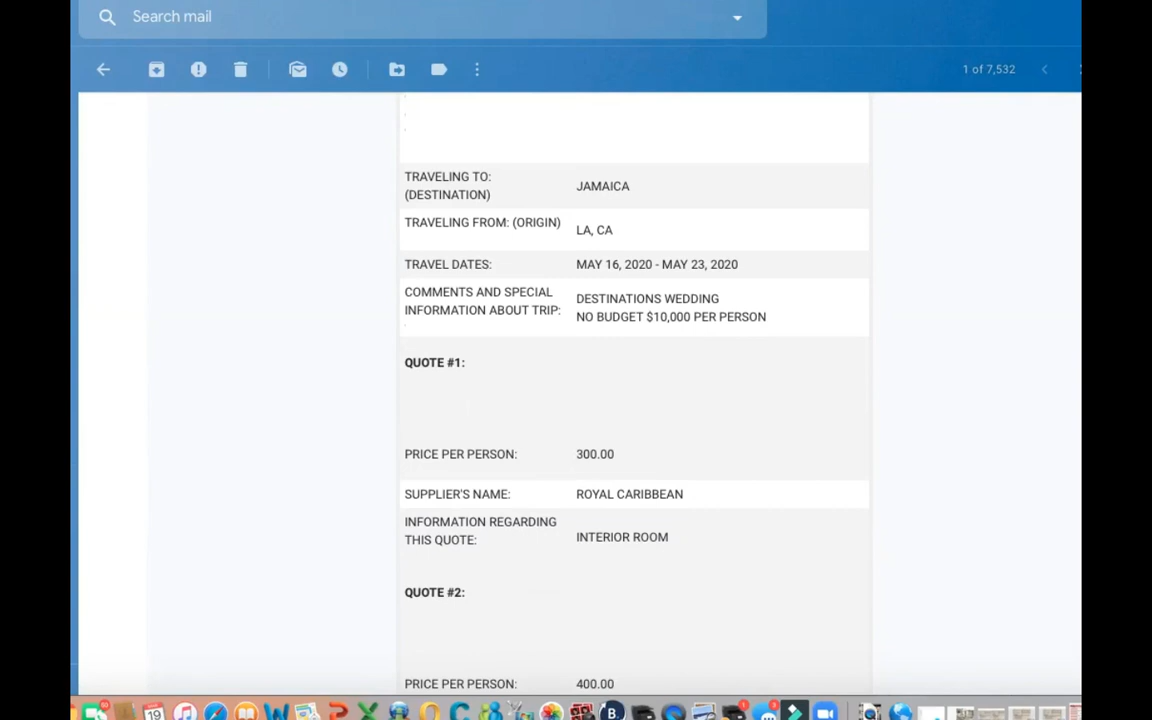 Search mail
1 of 7,532
TRAVELING TO:
(DESTINATION)
JAMAICA
TRAVELING FROM: (ORIGIN)
LA, CA
TRAVEL DATES:
MAY 16, 2020 - MAY 23, 2020
COMMENTS AND SPECIAL
INFORMATION ABOUT TRIP:
DESTINATIONS WEDDING
NO BUDGET $10,000 PER PERSON
QUOTE #1:
PRICE PER PERSON:
300.00
SUPPLIER'S NAME:
ROYAL CARIBBEAN
INFORMATION REGARDING
THIS QUOTE:
INTERIOR ROOM
QUOTE #2:
PRICE PER PERSON:
400.00
19
B.